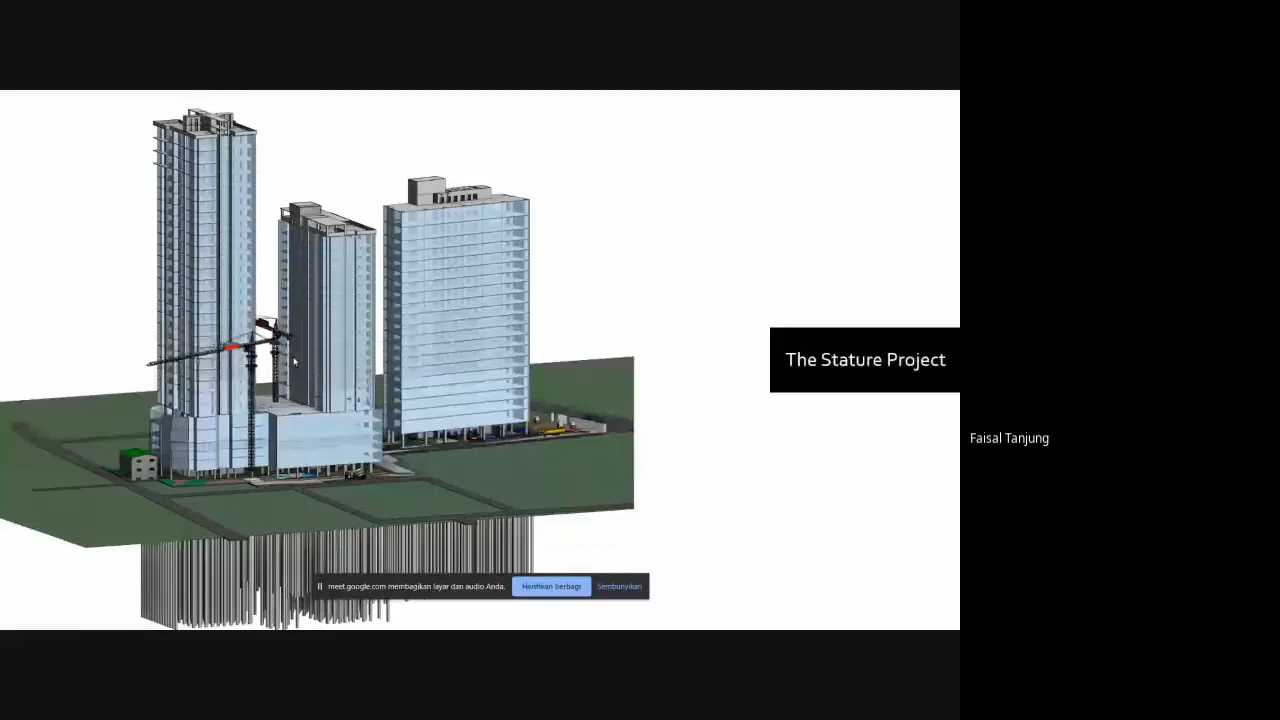 The Stature Project
Faisal Tanjung
meet.google.com membagikan layar dan audio Anda.
Hentikan berbagi
Sembunyikan